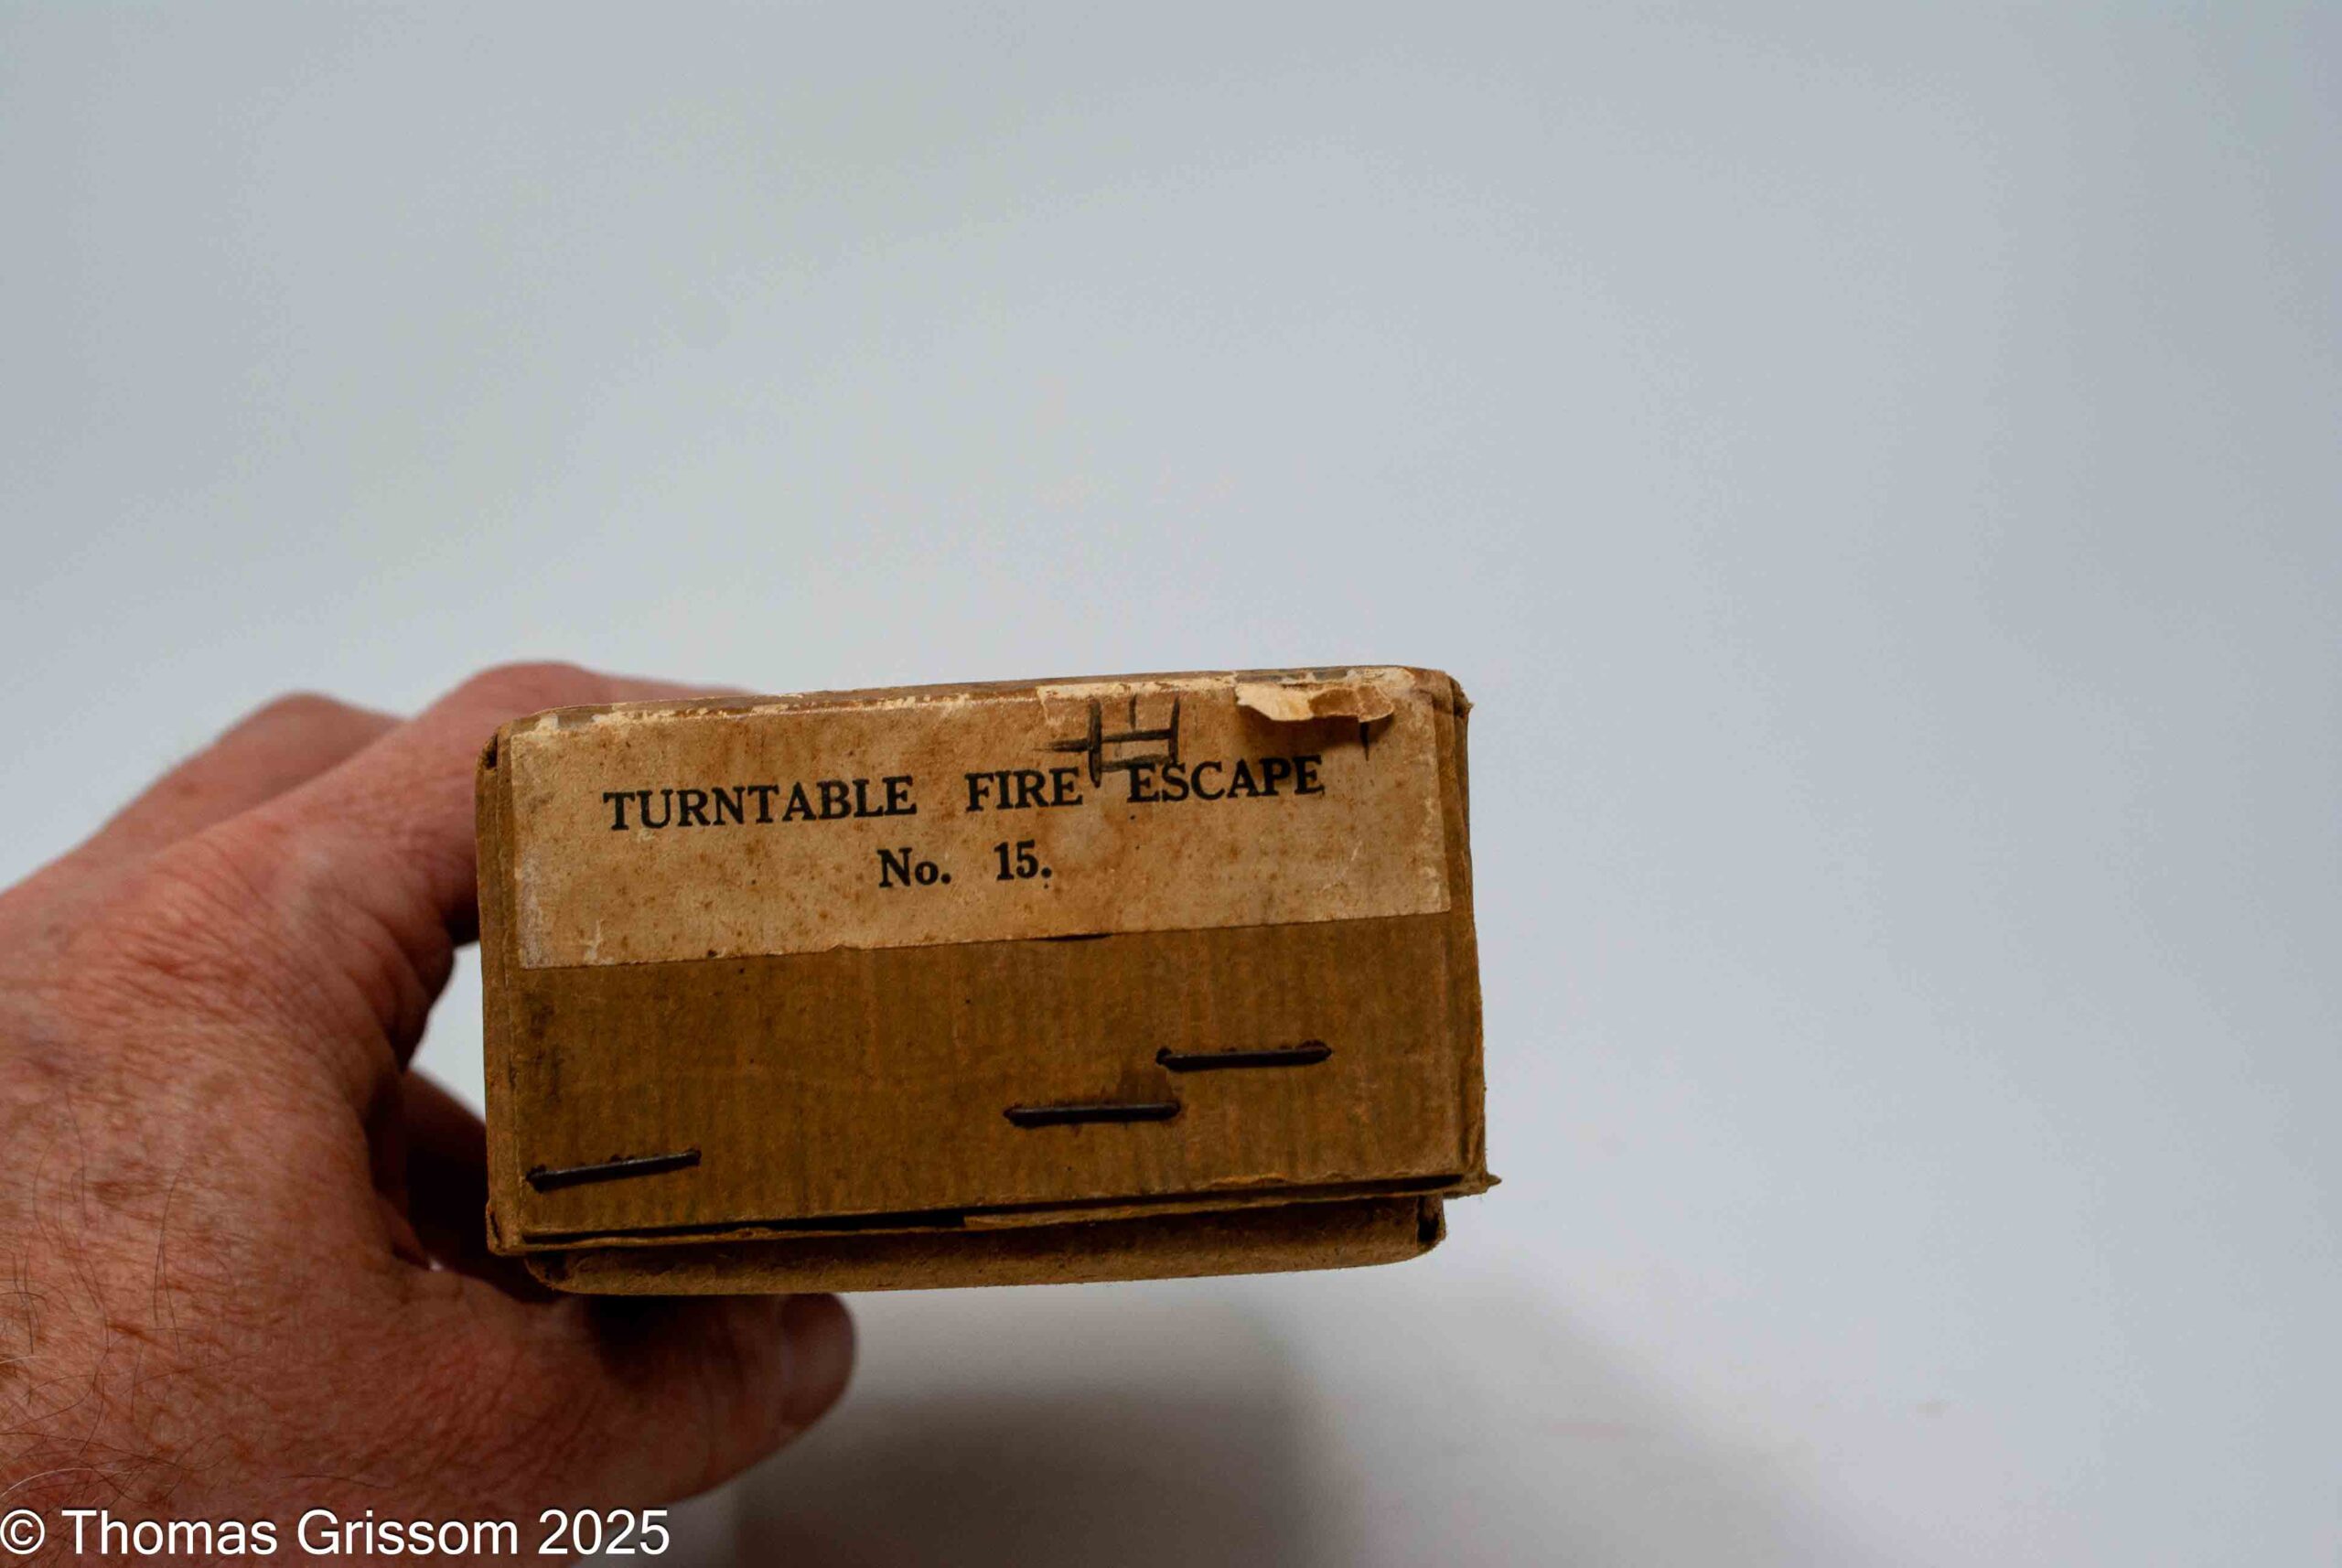 TURNTABLE FIRE ESCAPE
No. 15.
© Thomas Grissom 2025